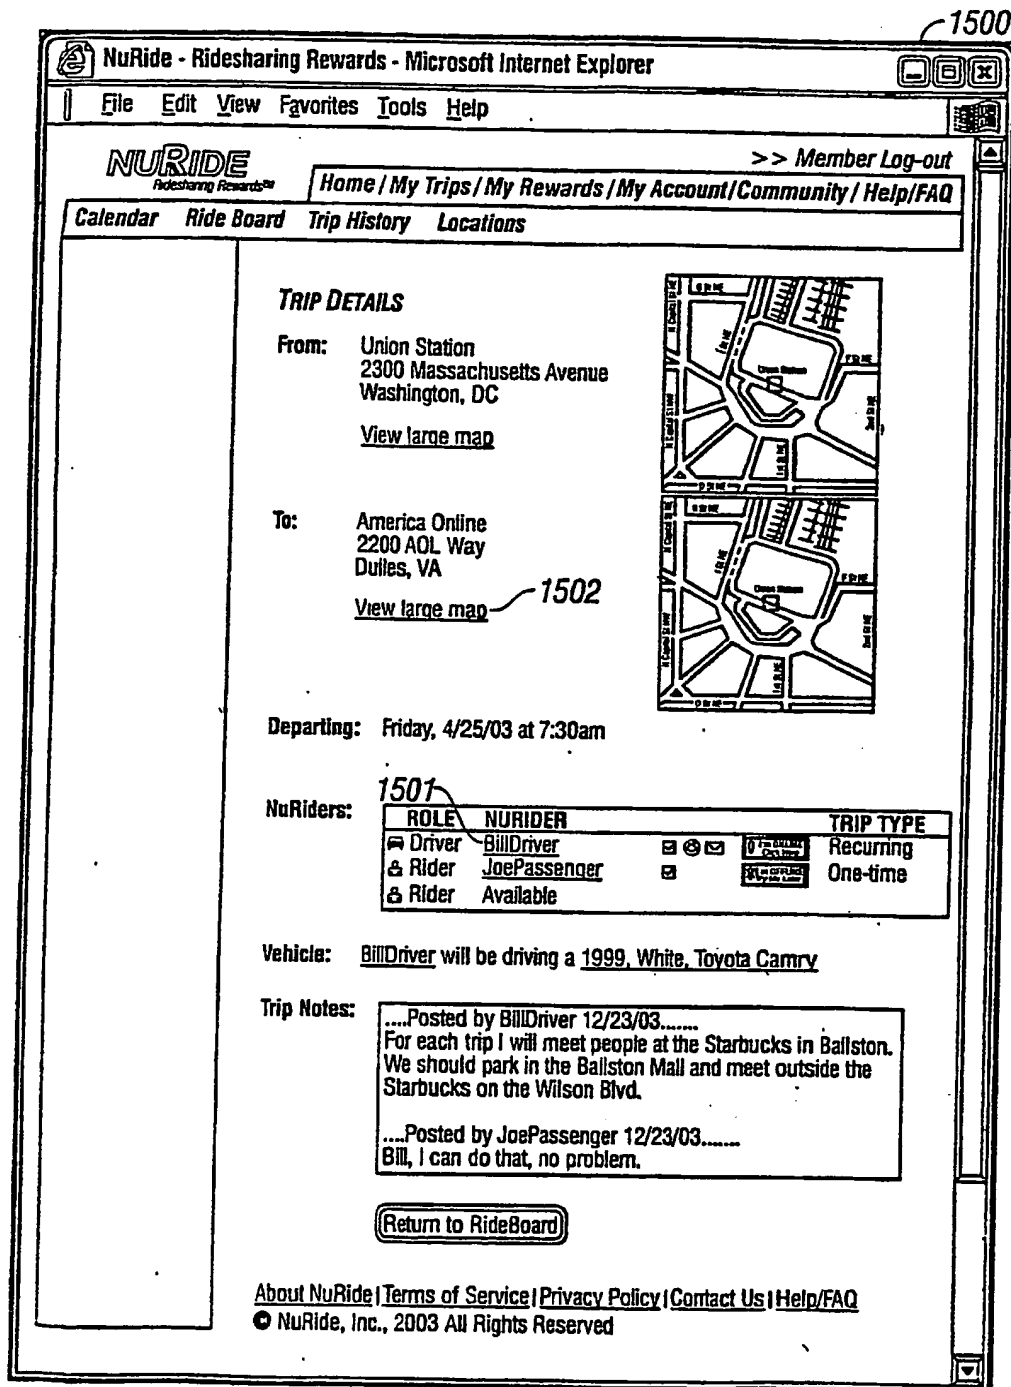 1500
NuRide - Ridesharing Rewards - Microsoft Internet Explorer
File Edit View Favorites Tools Help
NURIDE
Ridesharing Rewards
>> Member Log-out
Home / My Trips / My Rewards / My Account / Community / Help/FAQ
Calendar Ride Board Trip History Locations
TRIP DETAILS
From: Union Station
2300 Massachusetts Avenue
Washington, DC
View large map
To: America Online
2200 AOL Way
Dulles, VA
View large map
1502
Departing: Friday, 4/25/03 at 7:30am
1501
NuRiders:
ROLE NURIDER TRIP TYPE
Driver BillDriver Recurring
Rider JoePassenger One-time
Rider Available
Vehicle: BillDriver will be driving a 1999, White, Toyota Camry
Trip Notes:
....Posted by BillDriver 12/23/03.......
For each trip I will meet people at the Starbucks in Ballston.
We should park in the Ballston Mall and meet outside the
Starbucks on the Wilson Blvd.
....Posted by JoePassenger 12/23/03.......
Bill, I can do that, no problem.
Return to RideBoard
About NuRide | Terms of Service | Privacy Policy | Contact Us | Help/FAQ
© NuRide, Inc., 2003 All Rights Reserved